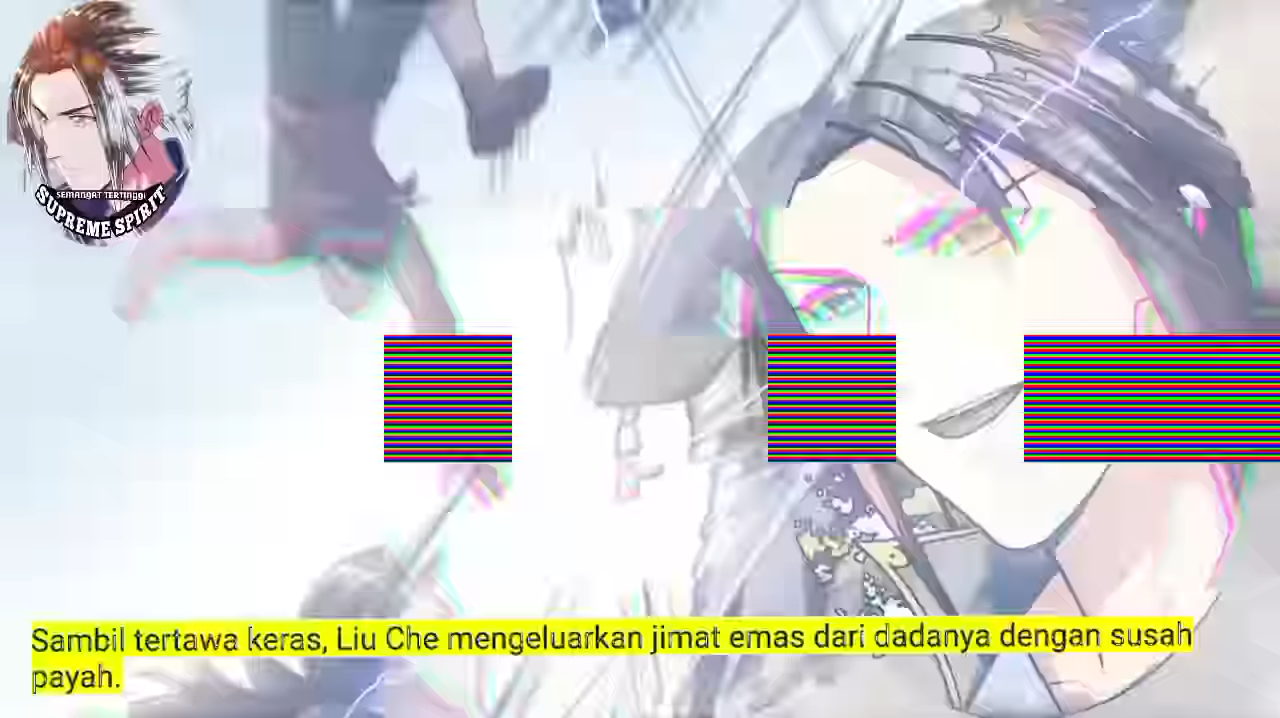 SEMANGAT TERTINGGI
SUPREME SPIRIT
Sambil tertawa keras, Liu Che mengeluarkan jimat emas dari dadanya dengan susah
payah.